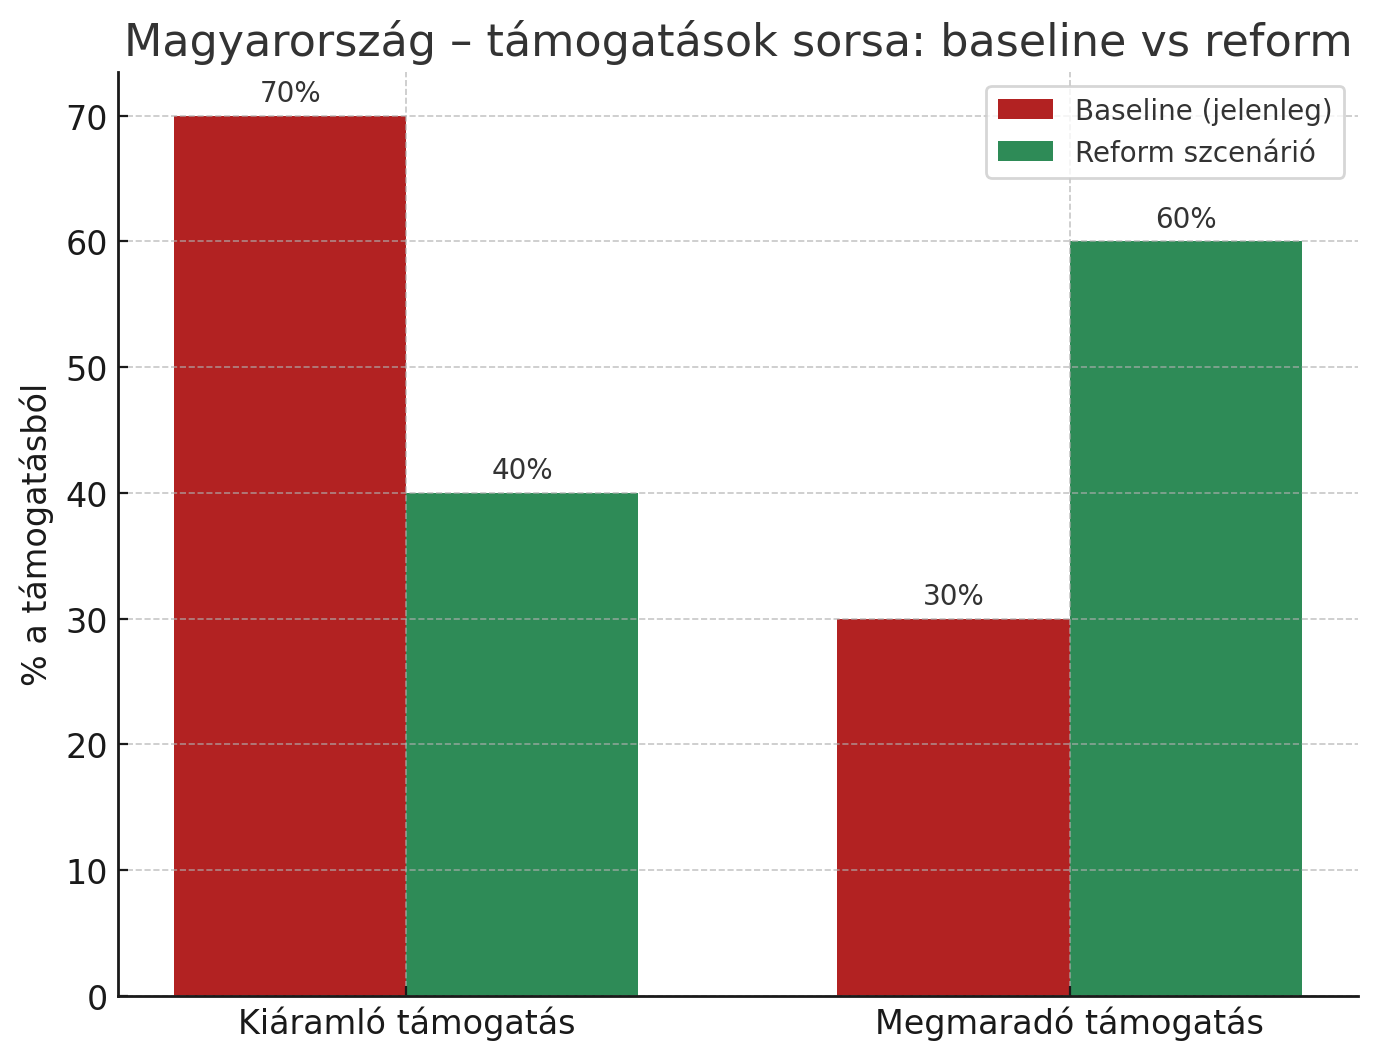 Magyarország – támogatások sorsa: baseline vs reform
70%
Baseline (jelenleg)
Reform szcenárió
60%
40%
30%
% a támogatásból
70
60
50
40
30
20
10
0
Kiáramló támogatás
Megmaradó támogatás